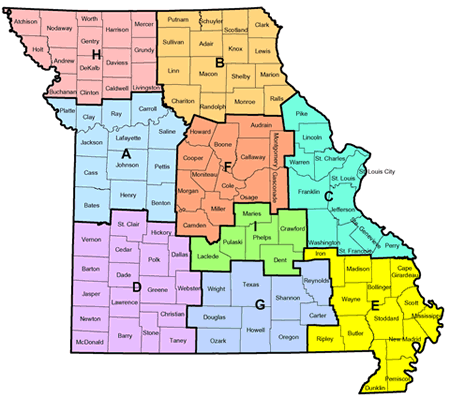 Atchison
Nodaway
Worth
Harrison
Mercer
Putnam
Schuyler
Scotland
Clark
Holt
Gentry
Grundy
Sullivan
Adair
Knox
Lewis
H
Andrew
DeKalb
Daviess
B
Linn
Macon
Shelby
Marion
Buchanan
Clinton
Caldwell
Livingston
Chariton
Randolph
Monroe
Ralls
Platte
Clay
Ray
Carroll
Saline
Howard
Boone
Audrain
Pike
Jackson
Lafayette
Lincoln
A
Johnson
Pettis
Cooper
F
Callaway
Montgomery
Warren
St. Charles
Cass
Moniteau
Cole
Gasconade
St. Louis
St Louis City
Bates
Henry
Benton
Morgan
Miller
Osage
Franklin
C
Jefferson
Camden
Maries
Crawford
Washington
Ste. Genevieve
St. Francois
Perry
St. Clair
Hickory
I
Vernon
Cedar
Polk
Dallas
Laclede
Pulaski
Phelps
Dent
Iron
Barton
Dade
Madison
Cape
Girardeau
Bollinger
Jasper
D
Greene
Webster
Wright
Texas
Shannon
Reynolds
Wayne
E
Scott
Lawrence
Christian
Douglas
G
Carter
Stoddard
Mississippi
Newton
Howell
Butler
New Madrid
McDonald
Barry
Stone
Taney
Ozark
Oregon
Ripley
Pemiscot
Dunklin